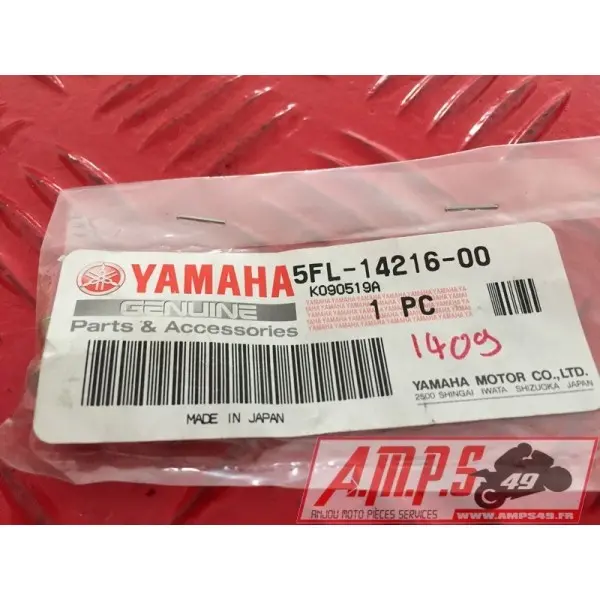 YAMAHA
GENUINE
Parts & Accessories
5FL-14216-00
K090519A
1 PC
1409
YAMAHA MOTOR CO.,LTD.
2500 SHINGAI IWATA SHIZUOKA JAPAN
MADE IN JAPAN
A.M.P.S 49
ANJOU MOTO PIECES SERVICES
WWW.AMPS49.FR